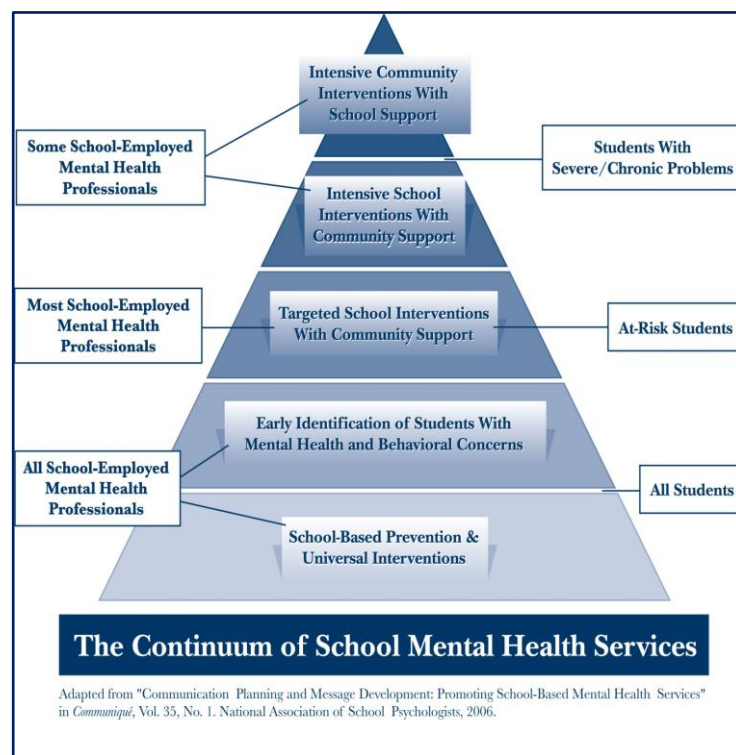 Intensive Community
Interventions With
School Support
Some School-Employed
Mental Health
Professionals
Students With
Severe/Chronic Problems
Intensive School
Interventions With
Community Support
Most School-Employed
Mental Health
Professionals
Targeted School Interventions
With Community Support
At-Risk Students
Early Identification of Students With
Mental Health and Behavioral Concerns
All School-Employed
Mental Health
Professionals
All Students
School-Based Prevention &
Universal Interventions
The Continuum of School Mental Health Services
Adapted from "Communication Planning and Message Development: Promoting School-Based Mental Health Services"
in Communiqué, Vol. 35, No. 1. National Association of School Psychologists, 2006.